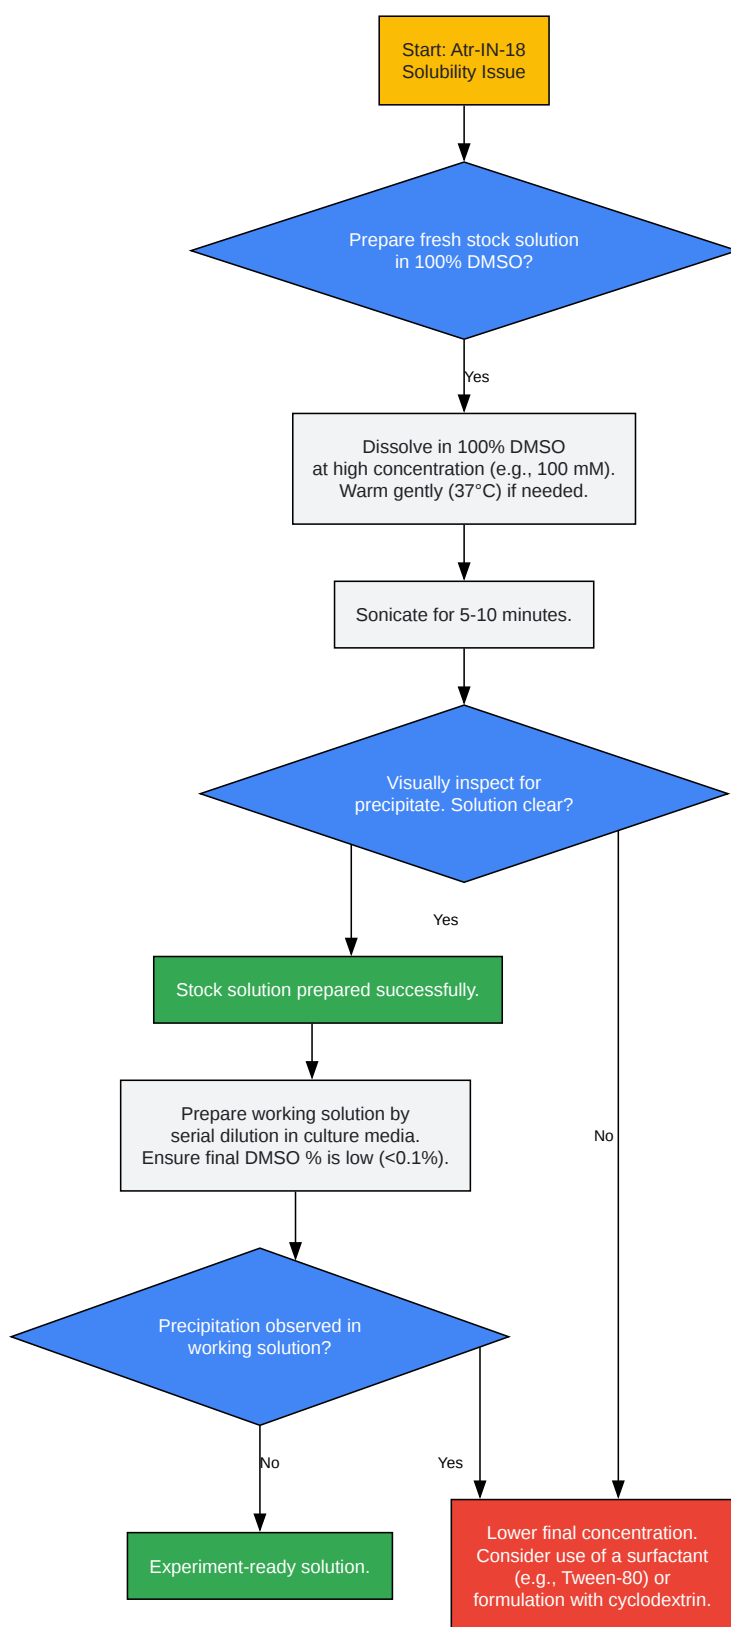 Start: Atr-IN-18
Solubility Issue
Prepare fresh stock solution
in 100% DMSO?
Yes
Dissolve in 100% DMSO
at high concentration (e.g., 100 mM).
Warm gently (37°C) if needed.
Sonicate for 5-10 minutes.
Visually inspect for
precipitate. Solution clear?
Yes
Stock solution prepared successfully.
Prepare working solution by
serial dilution in culture media.
Ensure final DMSO % is low (<0.1%).
No
Precipitation observed in
working solution?
No
Yes
Experiment-ready solution.
Lower final concentration.
Consider use of a surfactant
(e.g., Tween-80) or
formulation with cyclodextrin.